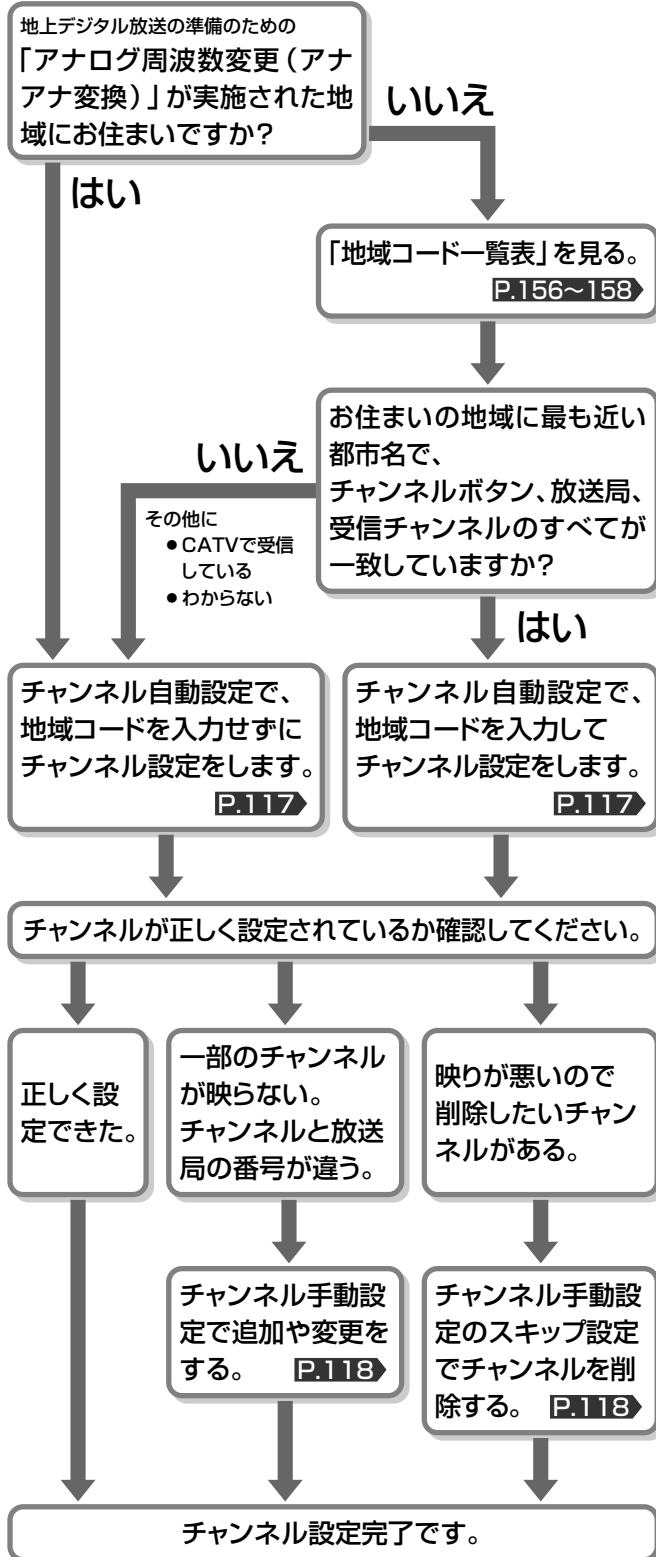 地上デジタル放送の準備のための
「アナログ周波数変更（アナ
アナ変換）」が実施された地
域にお住まいですか？
いいえ
はい
「地域コード一覧表」を見る。
P.156～158
お住まいの地域に最も近い
都市名で、
チャンネルボタン、放送局、
受信チャンネルのすべてが
一致していますか？
いいえ
その他に
●CATVで受信
している
●わからない
はい
チャンネル自動設定で、
地域コードを入力せずに
チャンネル設定をします。
P.117
チャンネル自動設定で、
地域コードを入力して
チャンネル設定をします。
P.117
チャンネルが正しく設定されているか確認してください。
正しく設
定できた。
一部のチャンネル
が映らない。
チャンネルと放送
局の番号が違う。
映りが悪いので
削除したいチャン
ネルがある。
チャンネル手動設
定で追加や変更を
する。 P.118
チャンネル手動設
定のスキップ設定
でチャンネルを削
除する。 P.118
チャンネル設定完了です。